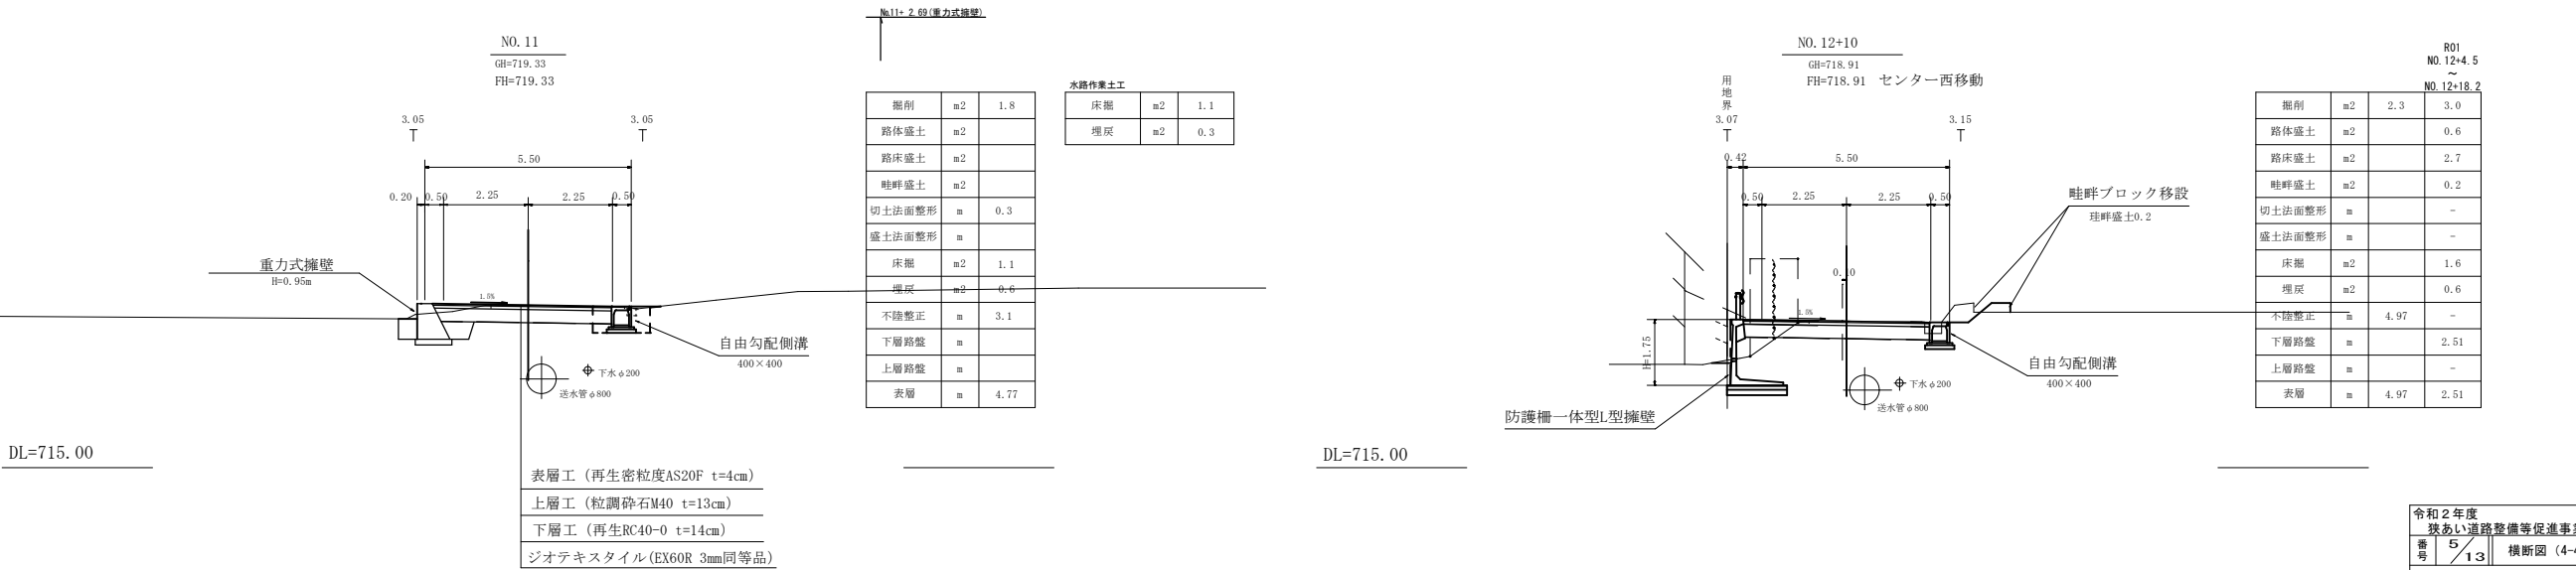 No.11+ 2.69(重力式擁壁)
NO.11
GH=719.33
FH=719.33
3.05
3.05
5.50
0.20
0.50
2.25
2.25
0.50
重力式擁壁
H=0.95m
1.5%
自由勾配側溝
400×400
下水φ200
送水管φ800
DL=715.00
表層工（再生密粒度AS20F t=4cm）
上層工（粒調砕石M40 t=13cm）
下層工（再生RC40-0 t=14cm）
ジオテキスタイル(EX60R 3mm同等品)
掘削 m2 1.8
路体盛土 m2
路床盛土 m2
畦畔盛土 m2
切土法面整形 m 0.3
盛土法面整形 m
床掘 m2 1.1
埋戻 m2 0.6
不陸整正 m 3.1
下層路盤 m
上層路盤 m
表層 m 4.77
水路作業土工
床掘 m2 1.1
埋戻 m2 0.3
NO.12+10
GH=718.91
FH=718.91 センター西移動
用地界
3.07
3.15
0.42
5.50
0.50
2.25
2.25
0.50
0.10
畦畔ブロック移設
珪畔盛土0.2
1.5%
H=1.75
自由勾配側溝
400×400
下水φ200
送水管φ800
防護柵一体型L型擁壁
DL=715.00
R01
NO.12+4.5
～
NO.12+18.2
掘削 m2 2.3 3.0
路体盛土 m2 0.6
路床盛土 m2 2.7
畦畔盛土 m2 0.2
切土法面整形 m -
盛土法面整形 m -
床掘 m2 1.6
埋戻 m2 0.6
不陸整正 m 4.97 -
下層路盤 m 2.51
上層路盤 m -
表層 m 4.97 2.51
令和２年度
狭あい道路整備等促進事
番号 5/13 横断図（4-